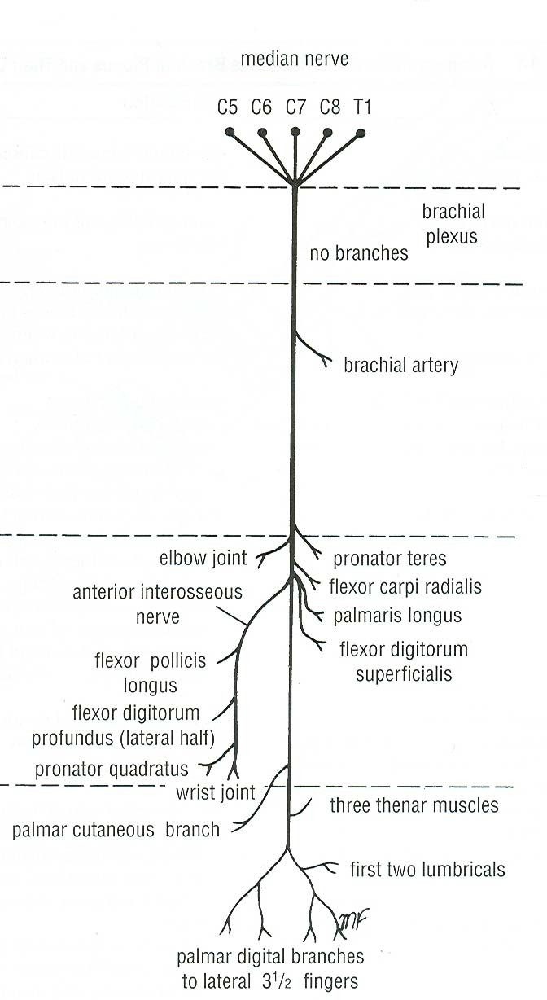 median nerve
C5 C6 C7 C8 T1
brachial
plexus
no branches
brachial artery
elbow joint
pronator teres
anterior interosseous
nerve
flexor carpi radialis
palmaris longus
flexor digitorum
superficialis
flexor pollicis
longus
flexor digitorum
profundus (lateral half)
pronator quadratus
wrist joint
three thenar muscles
palmar cutaneous branch
first two lumbricals
MF
palmar digital branches
to lateral 3 1/2 fingers